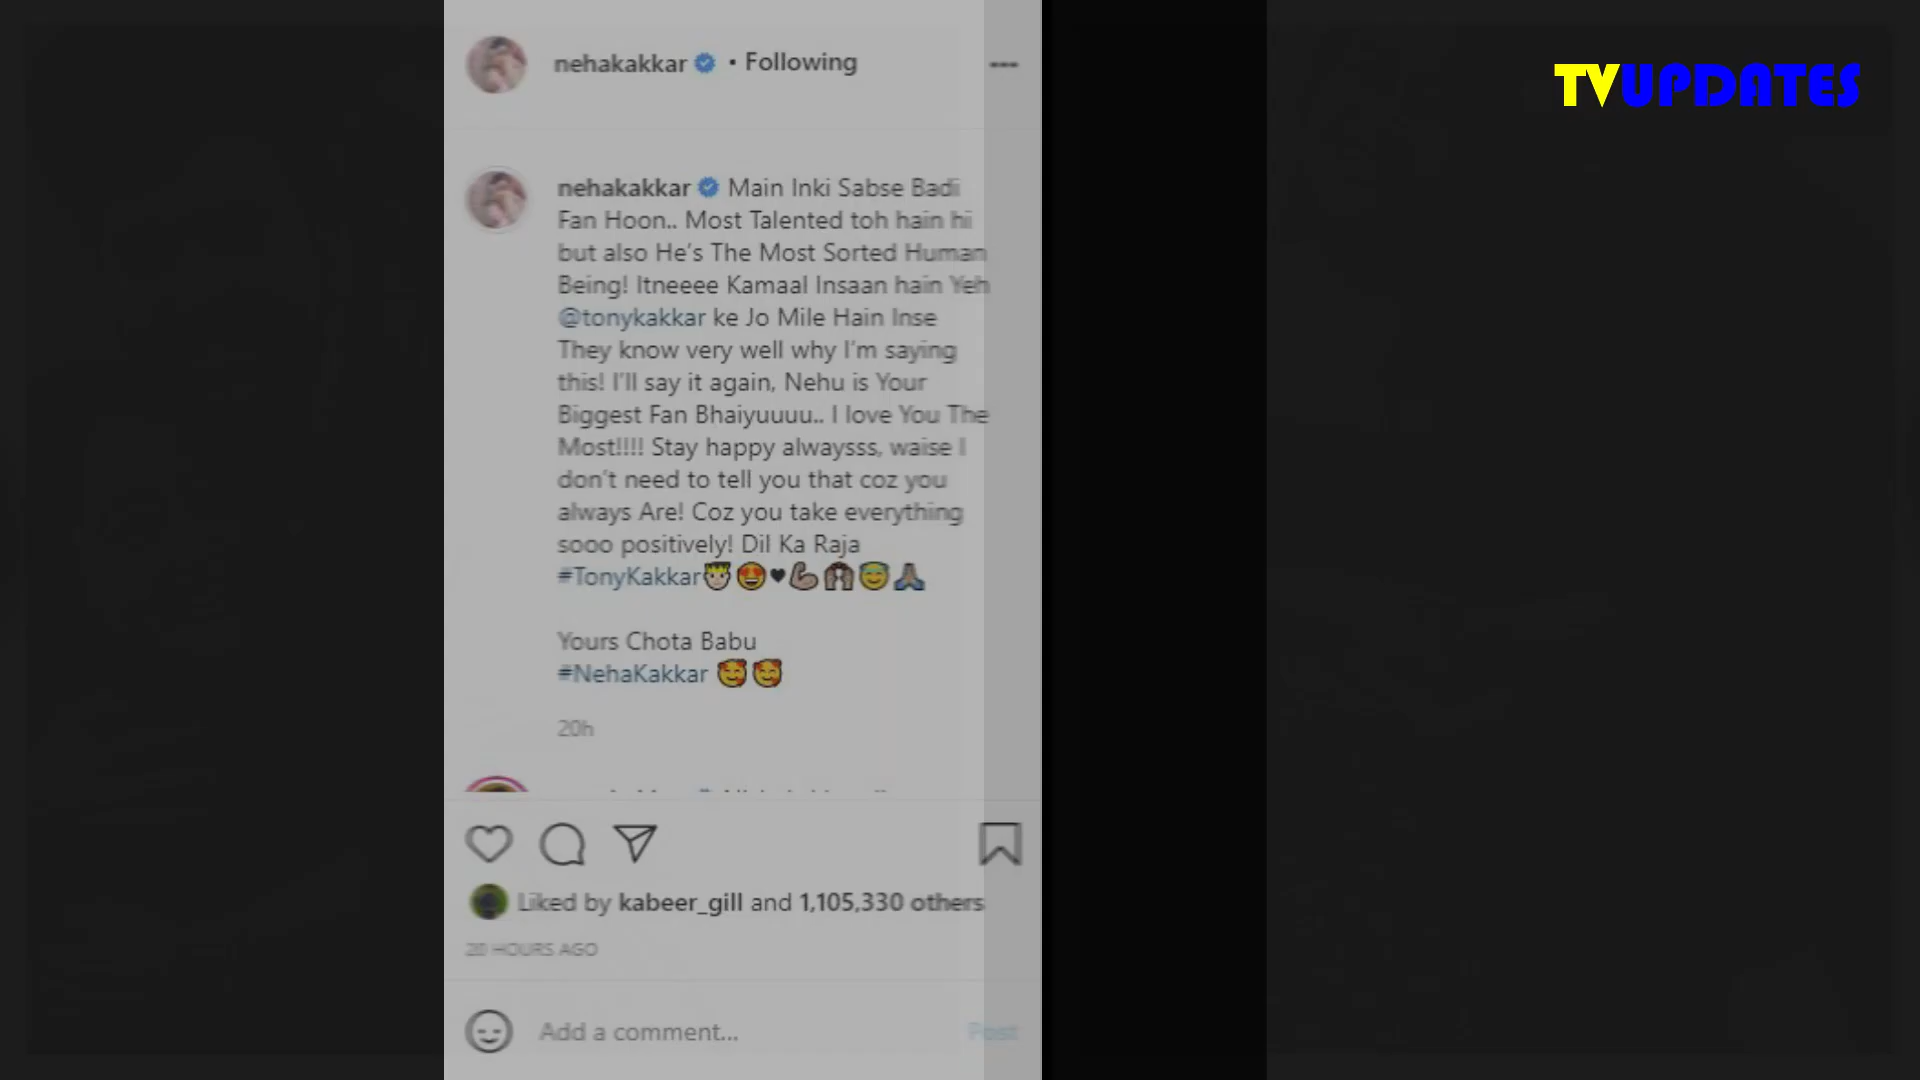 nehakakkar • Following
TVUPDATES
nehakakkar Main Inki Sabse Badi
Fan Hoon.. Most Talented toh hain hi
but also He's The Most Sorted Human
Being! Itneeee Kamaal Insaan hain Yeh
@tonykakkar ke Jo Mile Hain Inse
They know very well why I'm saying
this! I'll say it again, Nehu is Your
Biggest Fan Bhaiyuuuu.. I love You The
Most!!!! Stay happy alwaysss, waise I
don't need to tell you that coz you
always Are! Coz you take everything
sooo positively! Dil Ka Raja
#TonyKakkar🤴😍♥💪🙌😇🙏
Yours Chota Babu
#NehaKakkar 🥰🥰
20h
Liked by kabeer_gill and 1,105,330 others
20 HOURS AGO
Add a comment...
Post